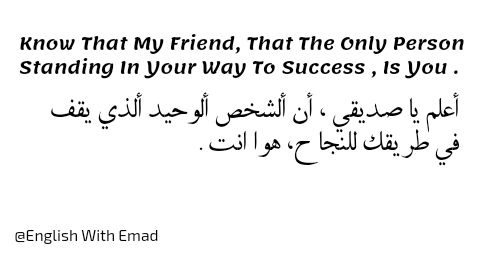 Know That My Friend, That The Only Person
Standing In Your Way To Success , Is You .
أعلم يا صديقي ، أن ألشخص ألوحيد ألذي يقف
في طريقك للنجاح، هوا انت .
@English With Emad